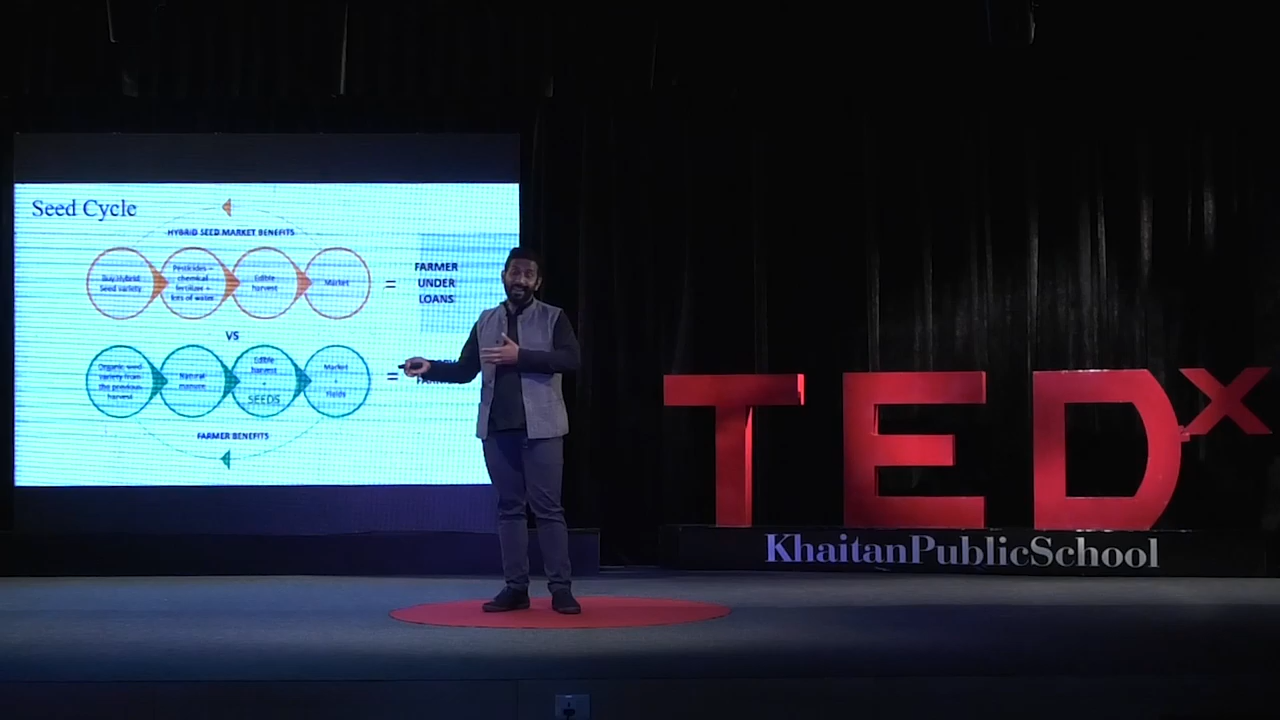 Seed Cycle
HYBRID SEED MARKET BENEFITS
Buy Hybrid
Seed variety
Pesticides –
chemical
fertilizer +
lots of water
Edible
harvest
Market
=
FARMER
UNDER
LOANS
VS
Organic seed
variety from
the previous
harvest
Natural
manure
Edible
harvest
+
SEEDS
Market
+
Yields
=
FARMER BENEFITS
TEDx
KhaitanPublicSchool